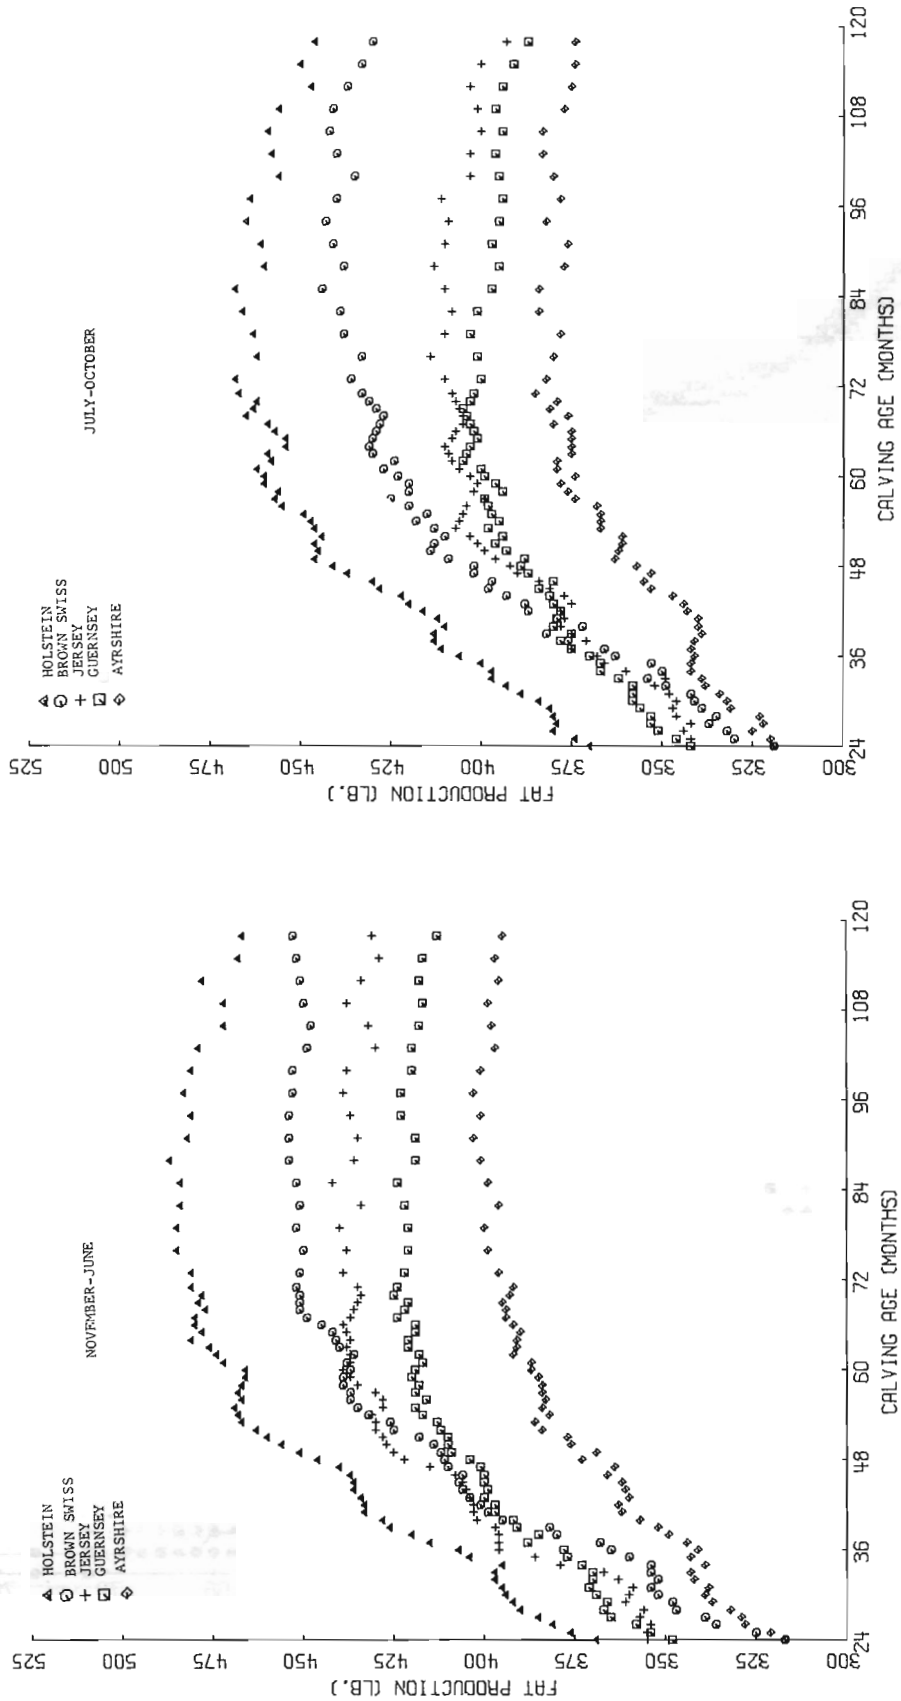 JULY-OCTOBER
HOLSTEIN
BROWN SWISS
JERSEY
GUERNSEY
AYRSHIRE
FAT PRODUCTION (LB.)
525
500
475
450
425
400
375
350
325
300
24
36
48
60
72
84
96
108
120
CALVING AGE (MONTHS)
NOVEMBER-JUNE
HOLSTEIN
BROWN SWISS
JERSEY
GUERNSEY
AYRSHIRE
FAT PRODUCTION (LB.)
525
500
475
450
425
400
375
350
325
300
24
36
48
60
72
84
96
108
120
CALVING AGE (MONTHS)